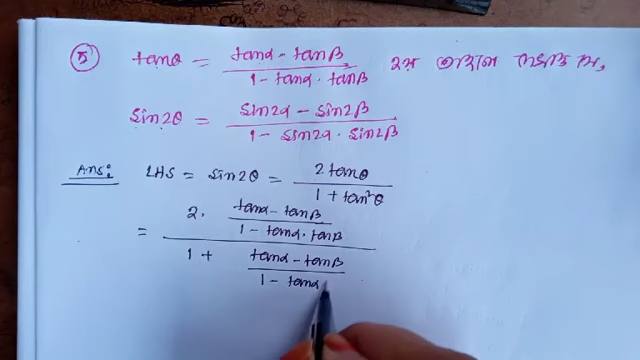 tanθ = (tanα - tanβ) / (1 - tanα · tanβ) হয়
sin2θ = (sin2α - sin2β) / (1 - sin2α · sin2β)
Ans: LHS = sin2θ = 2tanθ / (1 + tan²θ)
= 2 · (tanα - tanβ) / (1 - tanα · tanβ)
1 + (tanα - tanβ) / (1 - tanα